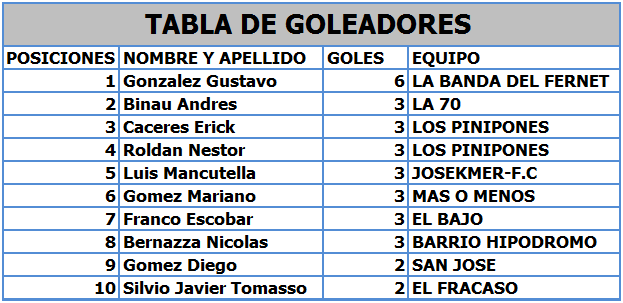 TABLA DE GOLEADORES
POSICIONES NOMBRE Y APELLIDO GOLES EQUIPO
1 Gonzalez Gustavo 6 LA BANDA DEL FERNET
2 Binau Andres 3 LA 70
3 Caceres Erick 3 LOS PINIPONES
4 Roldan Nestor 3 LOS PINIPONES
5 Luis Mancutella 3 JOSEKMER-F.C
6 Gomez Mariano 3 MAS O MENOS
7 Franco Escobar 3 EL BAJO
8 Bernazza Nicolas 3 BARRIO HIPODROMO
9 Gomez Diego 2 SAN JOSE
10 Silvio Javier Tomasso 2 EL FRACASO